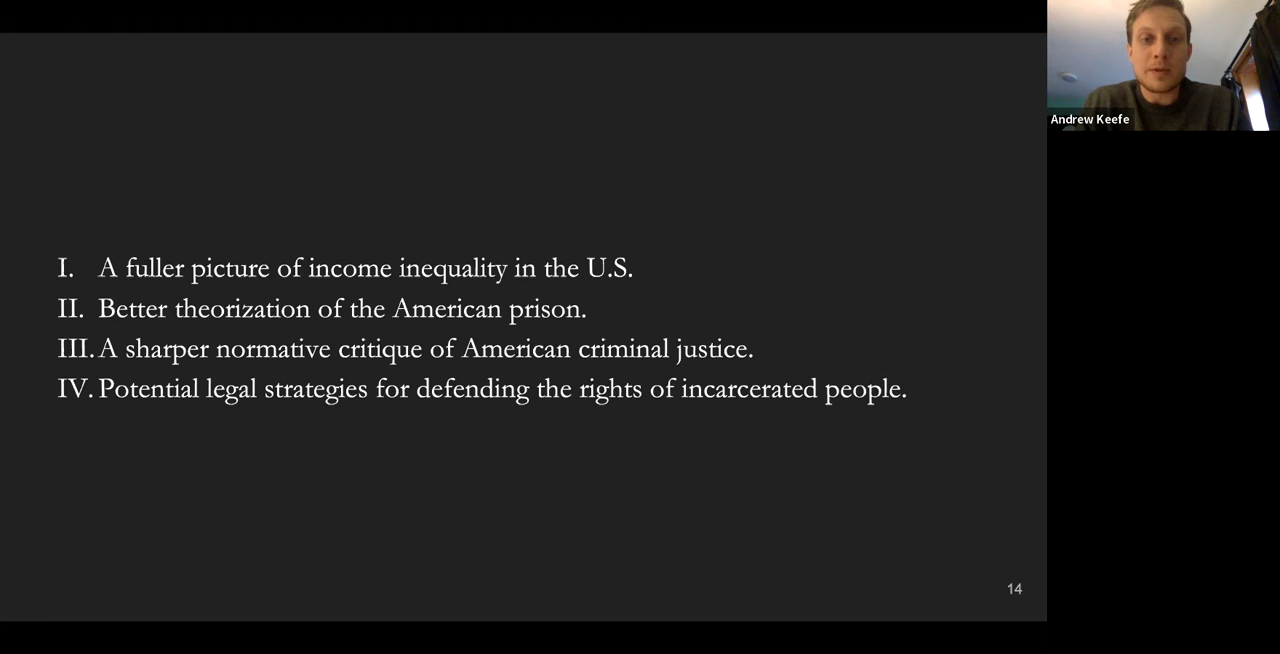 Andrew Keefe
I. A fuller picture of income inequality in the U.S.
II. Better theorization of the American prison.
III. A sharper normative critique of American criminal justice.
IV. Potential legal strategies for defending the rights of incarcerated people.
14